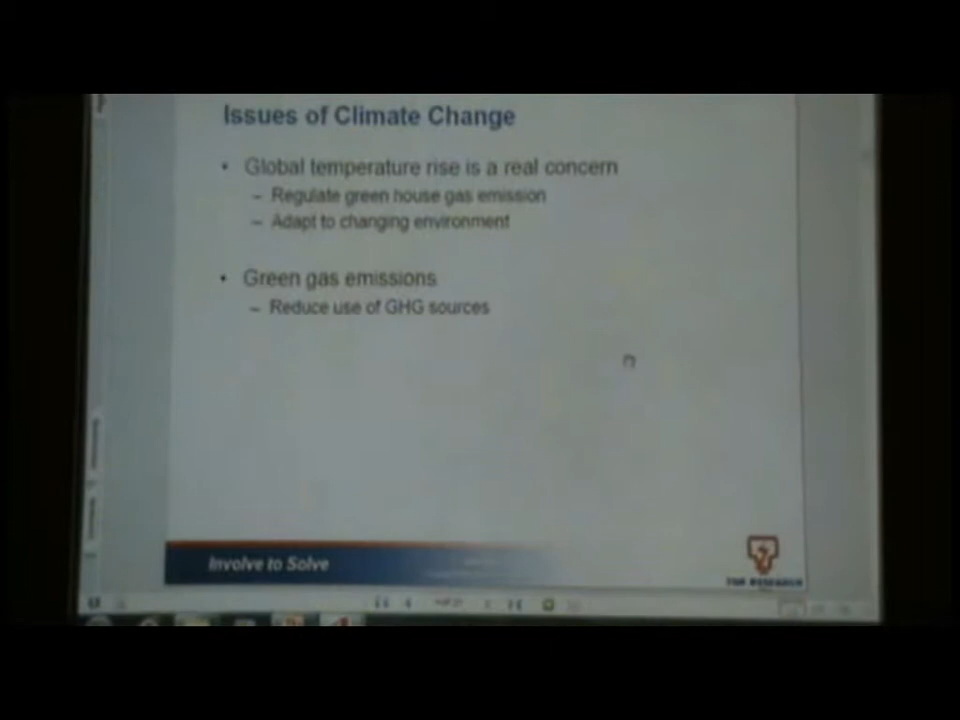 Issues of Climate Change
• Global temperature rise is a real concern
– Regulate green house gas emission
– Adapt to changing environment
• Green gas emissions
– Reduce use of GHG sources
Involve to Solve
RESEARCH